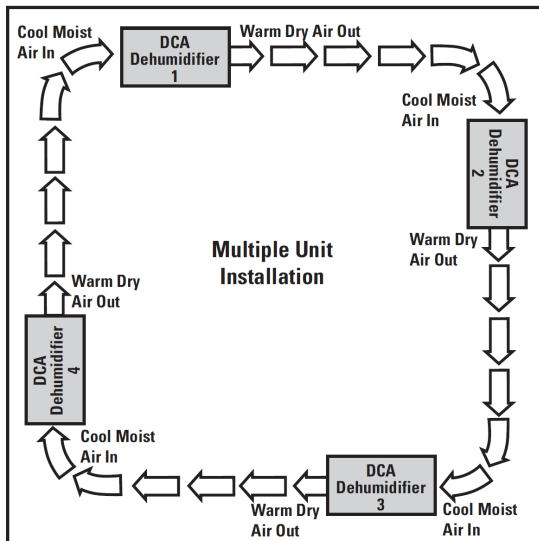 Cool Moist
Air In
DCA
Dehumidifier
1
Warm Dry Air Out
Cool Moist
Air In
DCA
Dehumidifier
2
Warm Dry
Air Out
Multiple Unit
Installation
Warm Dry
Air Out
DCA
Dehumidifier
4
Cool Moist
Air In
Warm Dry
Air Out
DCA
Dehumidifier
3
Cool Moist
Air In